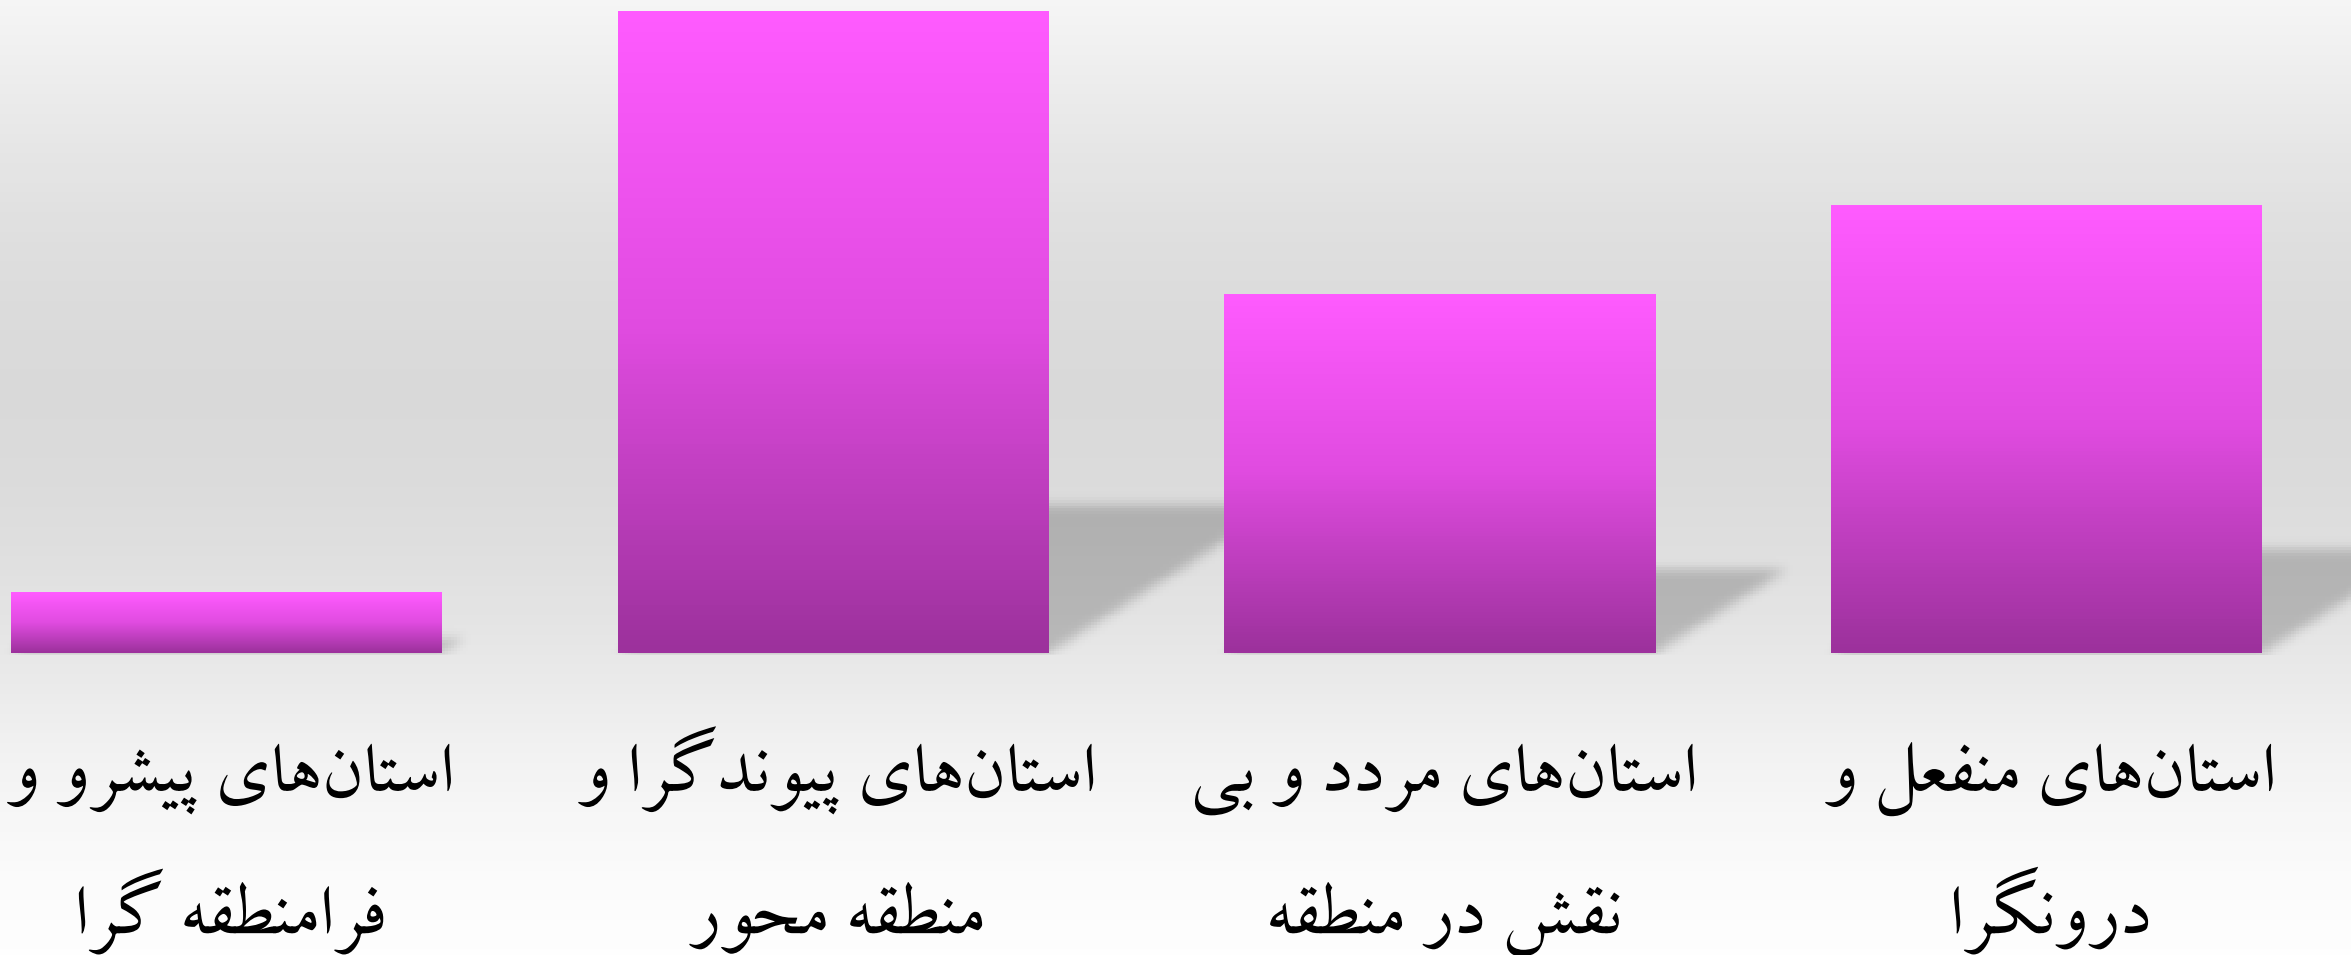 استان‌های منفعل و
درونگرا
استان‌های مردد و بی
نقش در منطقه
استان‌های پیوندگرا و
منطقه محور
استان‌های پیشرو و
فرامنطقه گرا